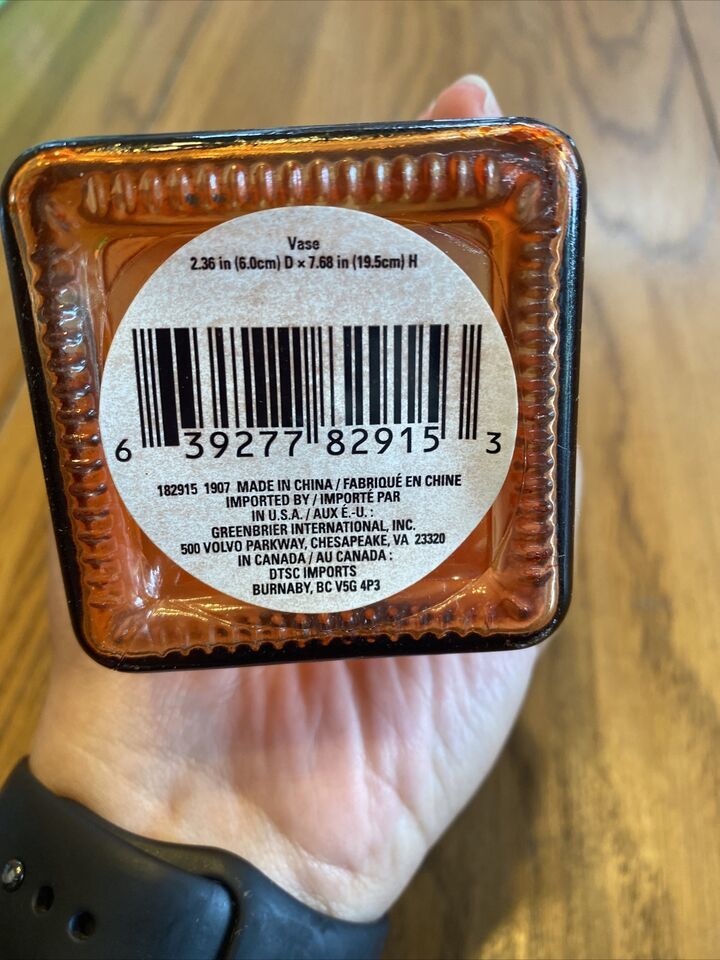 Vase
2.36 in (6.0cm) D × 7.68 in (19.5cm) H
6 39277 82915 3
182915 1907 MADE IN CHINA / FABRIQUÉ EN CHINE
IMPORTED BY / IMPORTÉ PAR
IN U.S.A. / AUX É.-U. :
GREENBRIER INTERNATIONAL, INC.
500 VOLVO PARKWAY, CHESAPEAKE, VA 23320
IN CANADA / AU CANADA :
DTSC IMPORTS
BURNABY, BC V5G 4P3